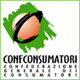 CONFCONSUMATORI
CONFEDERAZIONE
GENERALE DEI
CONSUMATORI